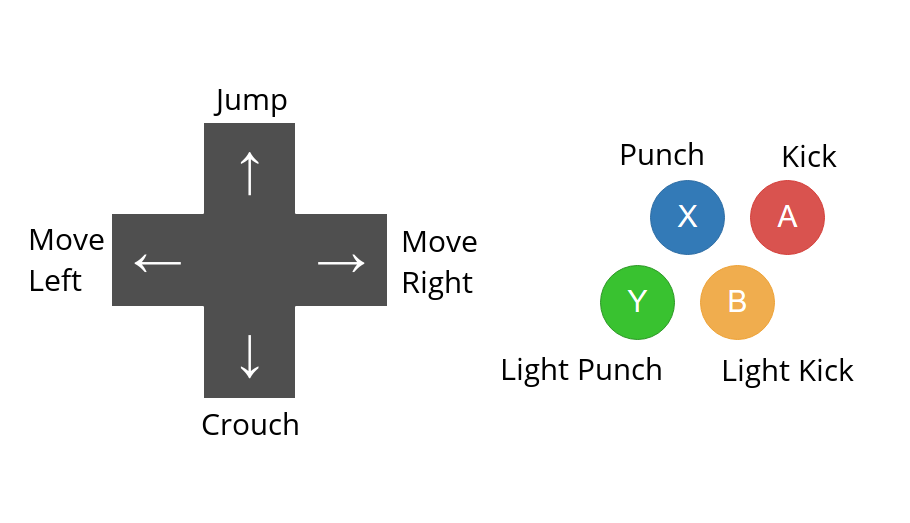 Jump
↑
Move
Left
←
→
Move
Right
↓
Crouch
Punch
Kick
X
A
Y
B
Light Punch
Light Kick